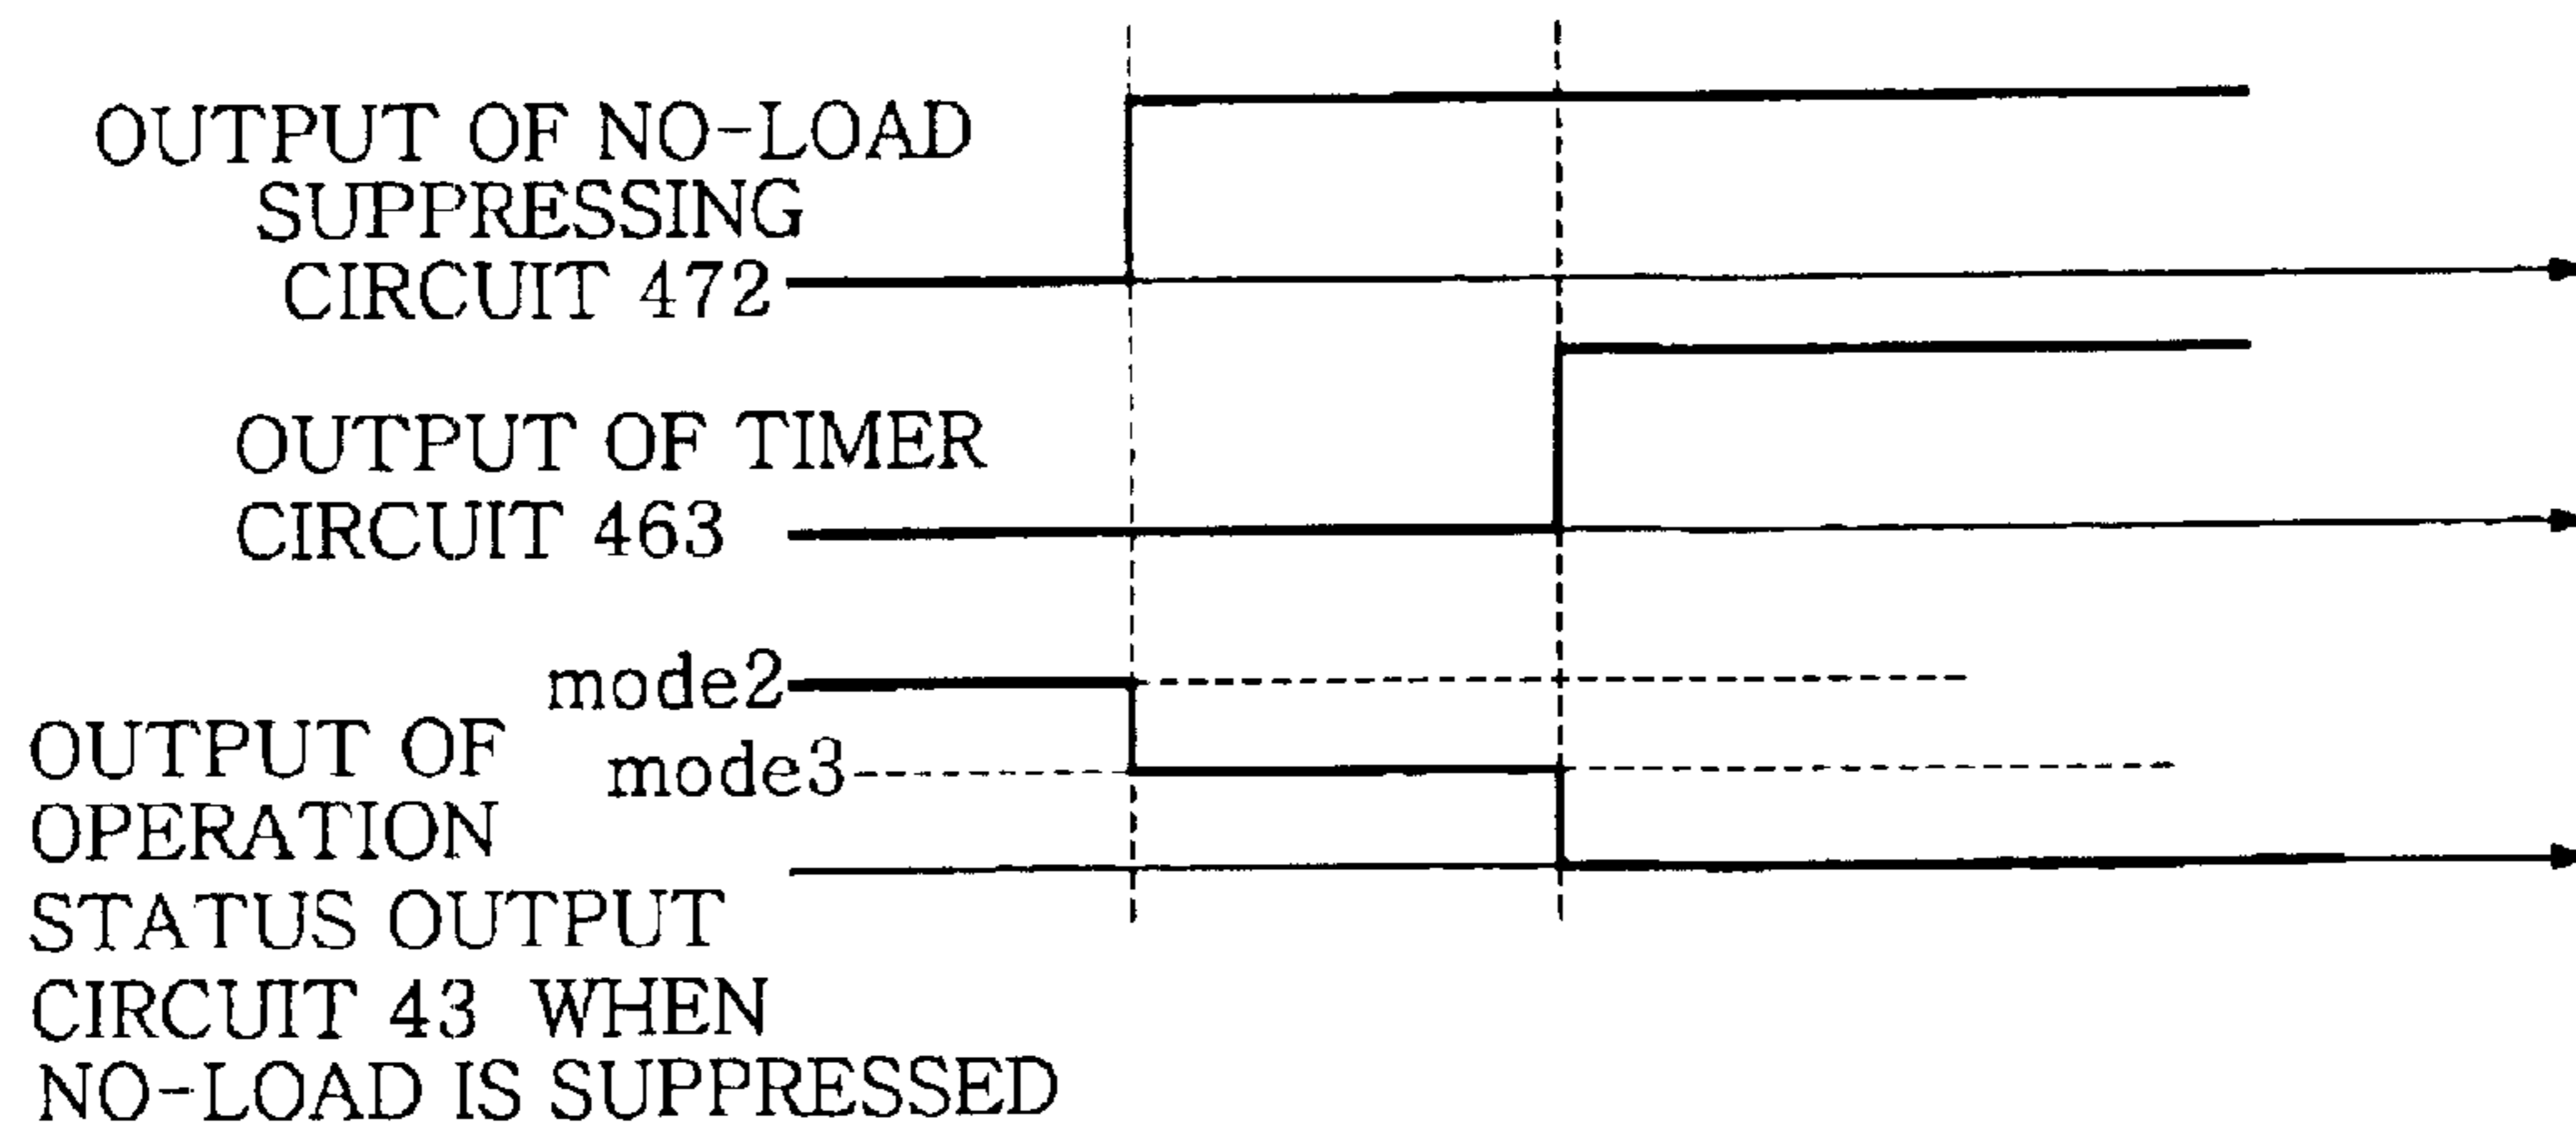 OUTPUT OF NO-LOAD
SUPPRESSING
CIRCUIT 472
OUTPUT OF TIMER
CIRCUIT 463
mode2
mode3
OUTPUT OF
OPERATION
STATUS OUTPUT
CIRCUIT 43 WHEN
NO-LOAD IS SUPPRESSED